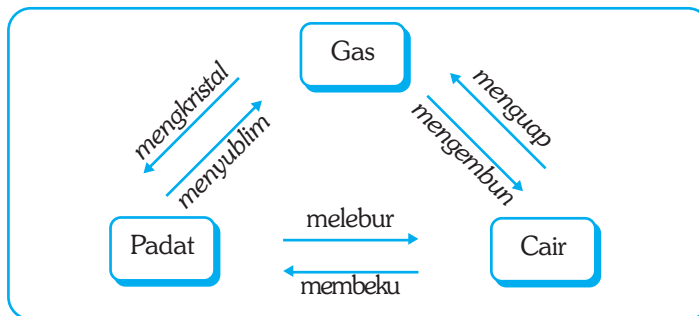 Gas
mengkristal
menyublim
menguap
mengembun
Padat
melebur
Cair
membeku